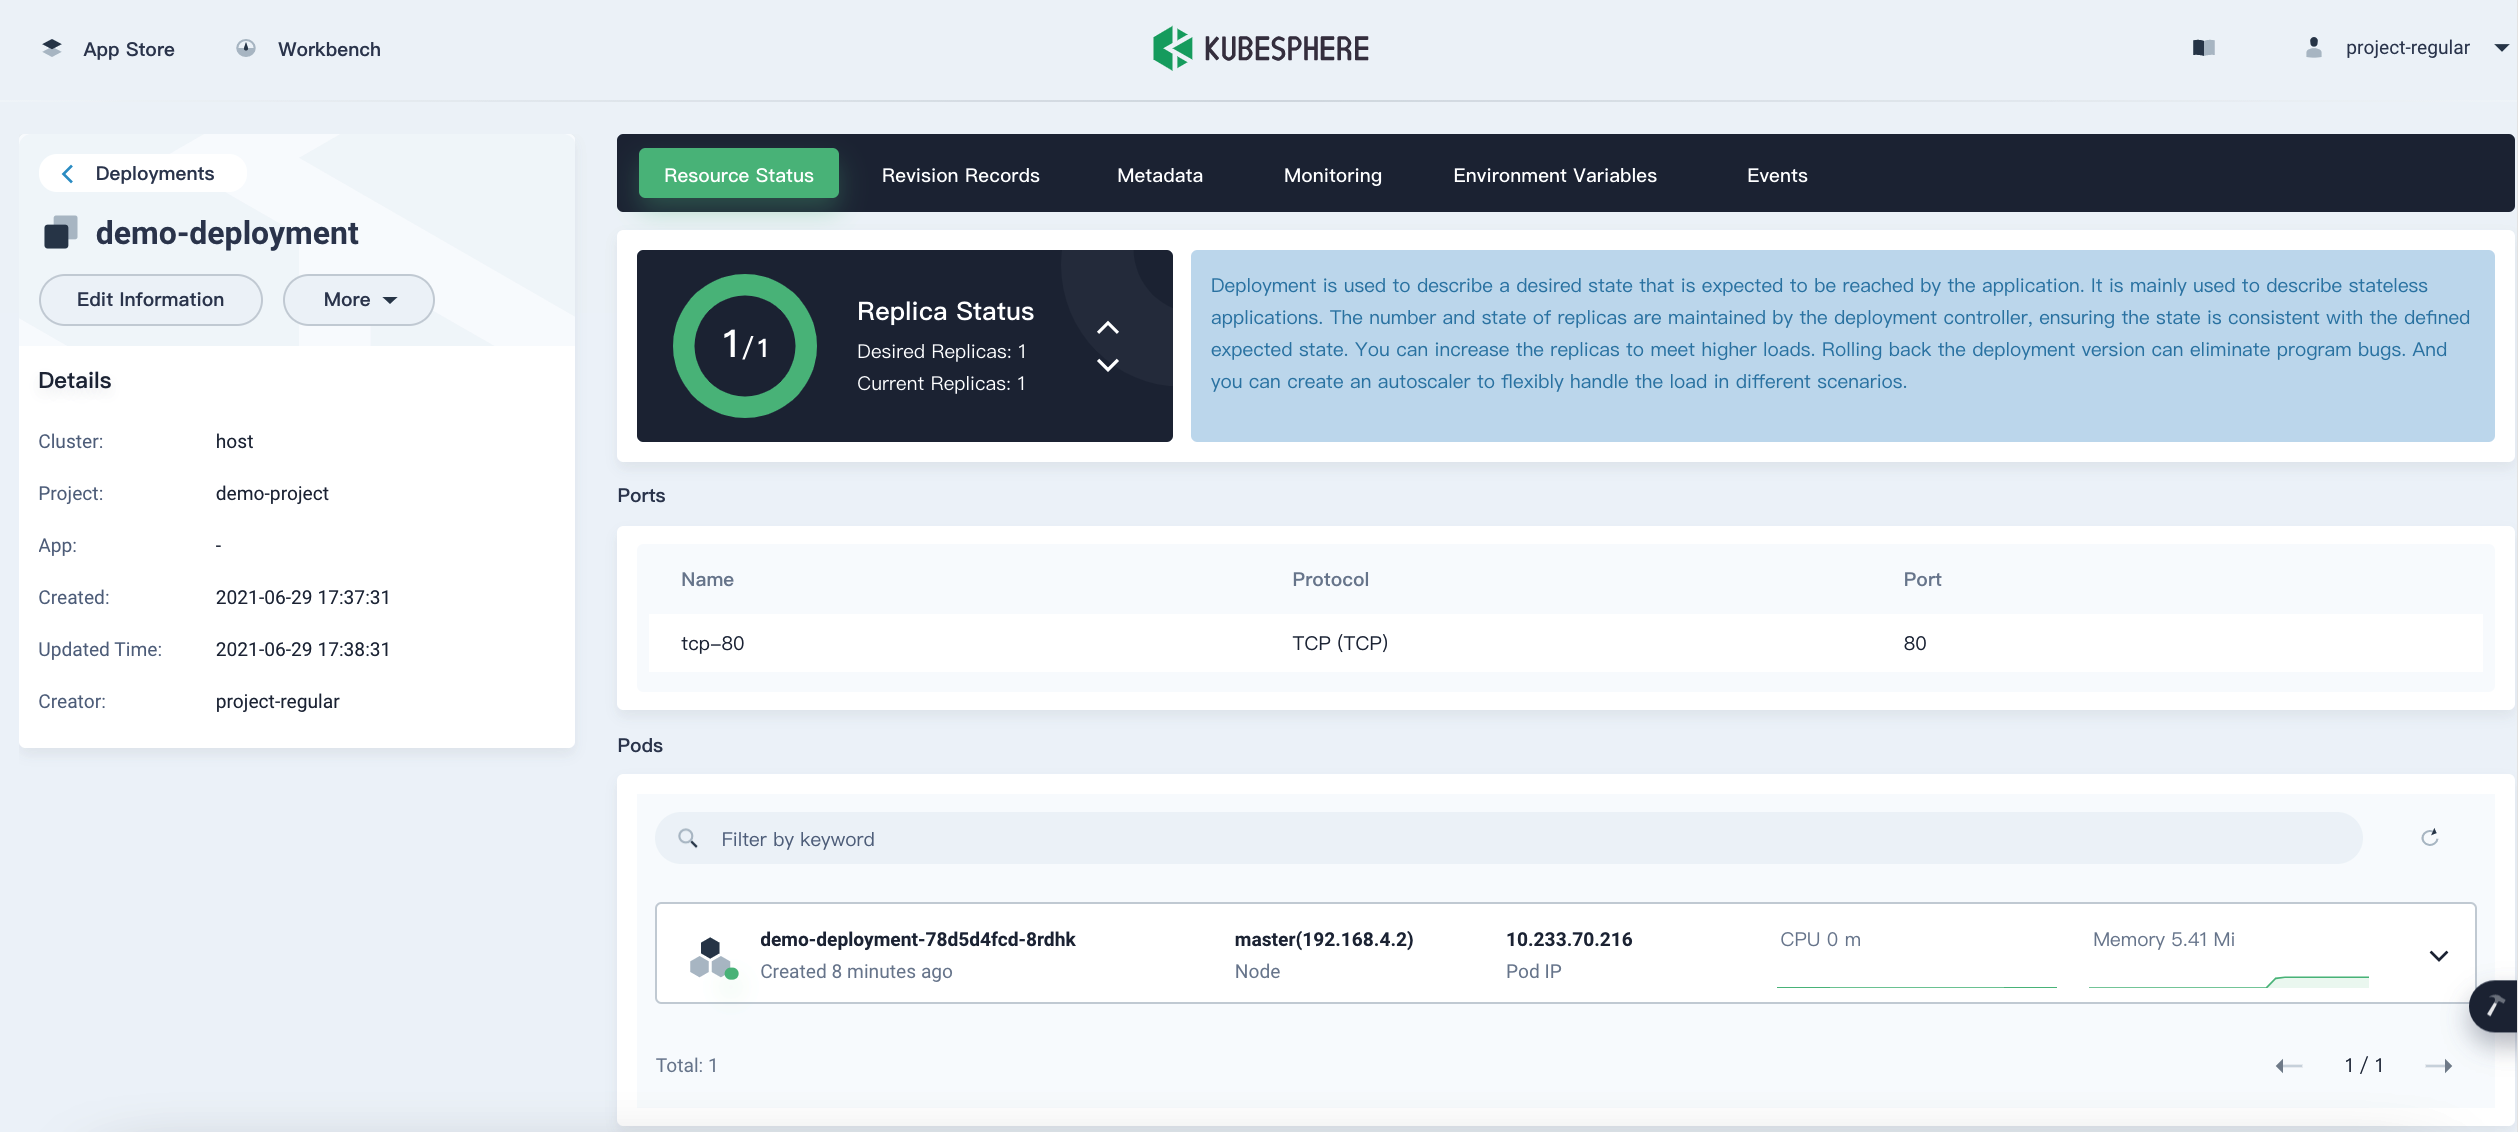 App Store
Workbench
KUBESPHERE
project-regular
Deployments
demo-deployment
Edit Information
More
Details
Cluster: host
Project: demo-project
App: -
Created: 2021-06-29 17:37:31
Updated Time: 2021-06-29 17:38:31
Creator: project-regular
Resource Status
Revision Records
Metadata
Monitoring
Environment Variables
Events
1/1
Replica Status
Desired Replicas: 1
Current Replicas: 1
Deployment is used to describe a desired state that is expected to be reached by the application. It is mainly used to describe stateless
applications. The number and state of replicas are maintained by the deployment controller, ensuring the state is consistent with the defined
expected state. You can increase the replicas to meet higher loads. Rolling back the deployment version can eliminate program bugs. And
you can create an autoscaler to flexibly handle the load in different scenarios.
Ports
Name Protocol Port
tcp-80 TCP (TCP) 80
Pods
Filter by keyword
demo-deployment-78d5d4fcd-8rdhk master(192.168.4.2) 10.233.70.216 CPU 0 m Memory 5.41 Mi
Created 8 minutes ago Node Pod IP
Total: 1
1 / 1